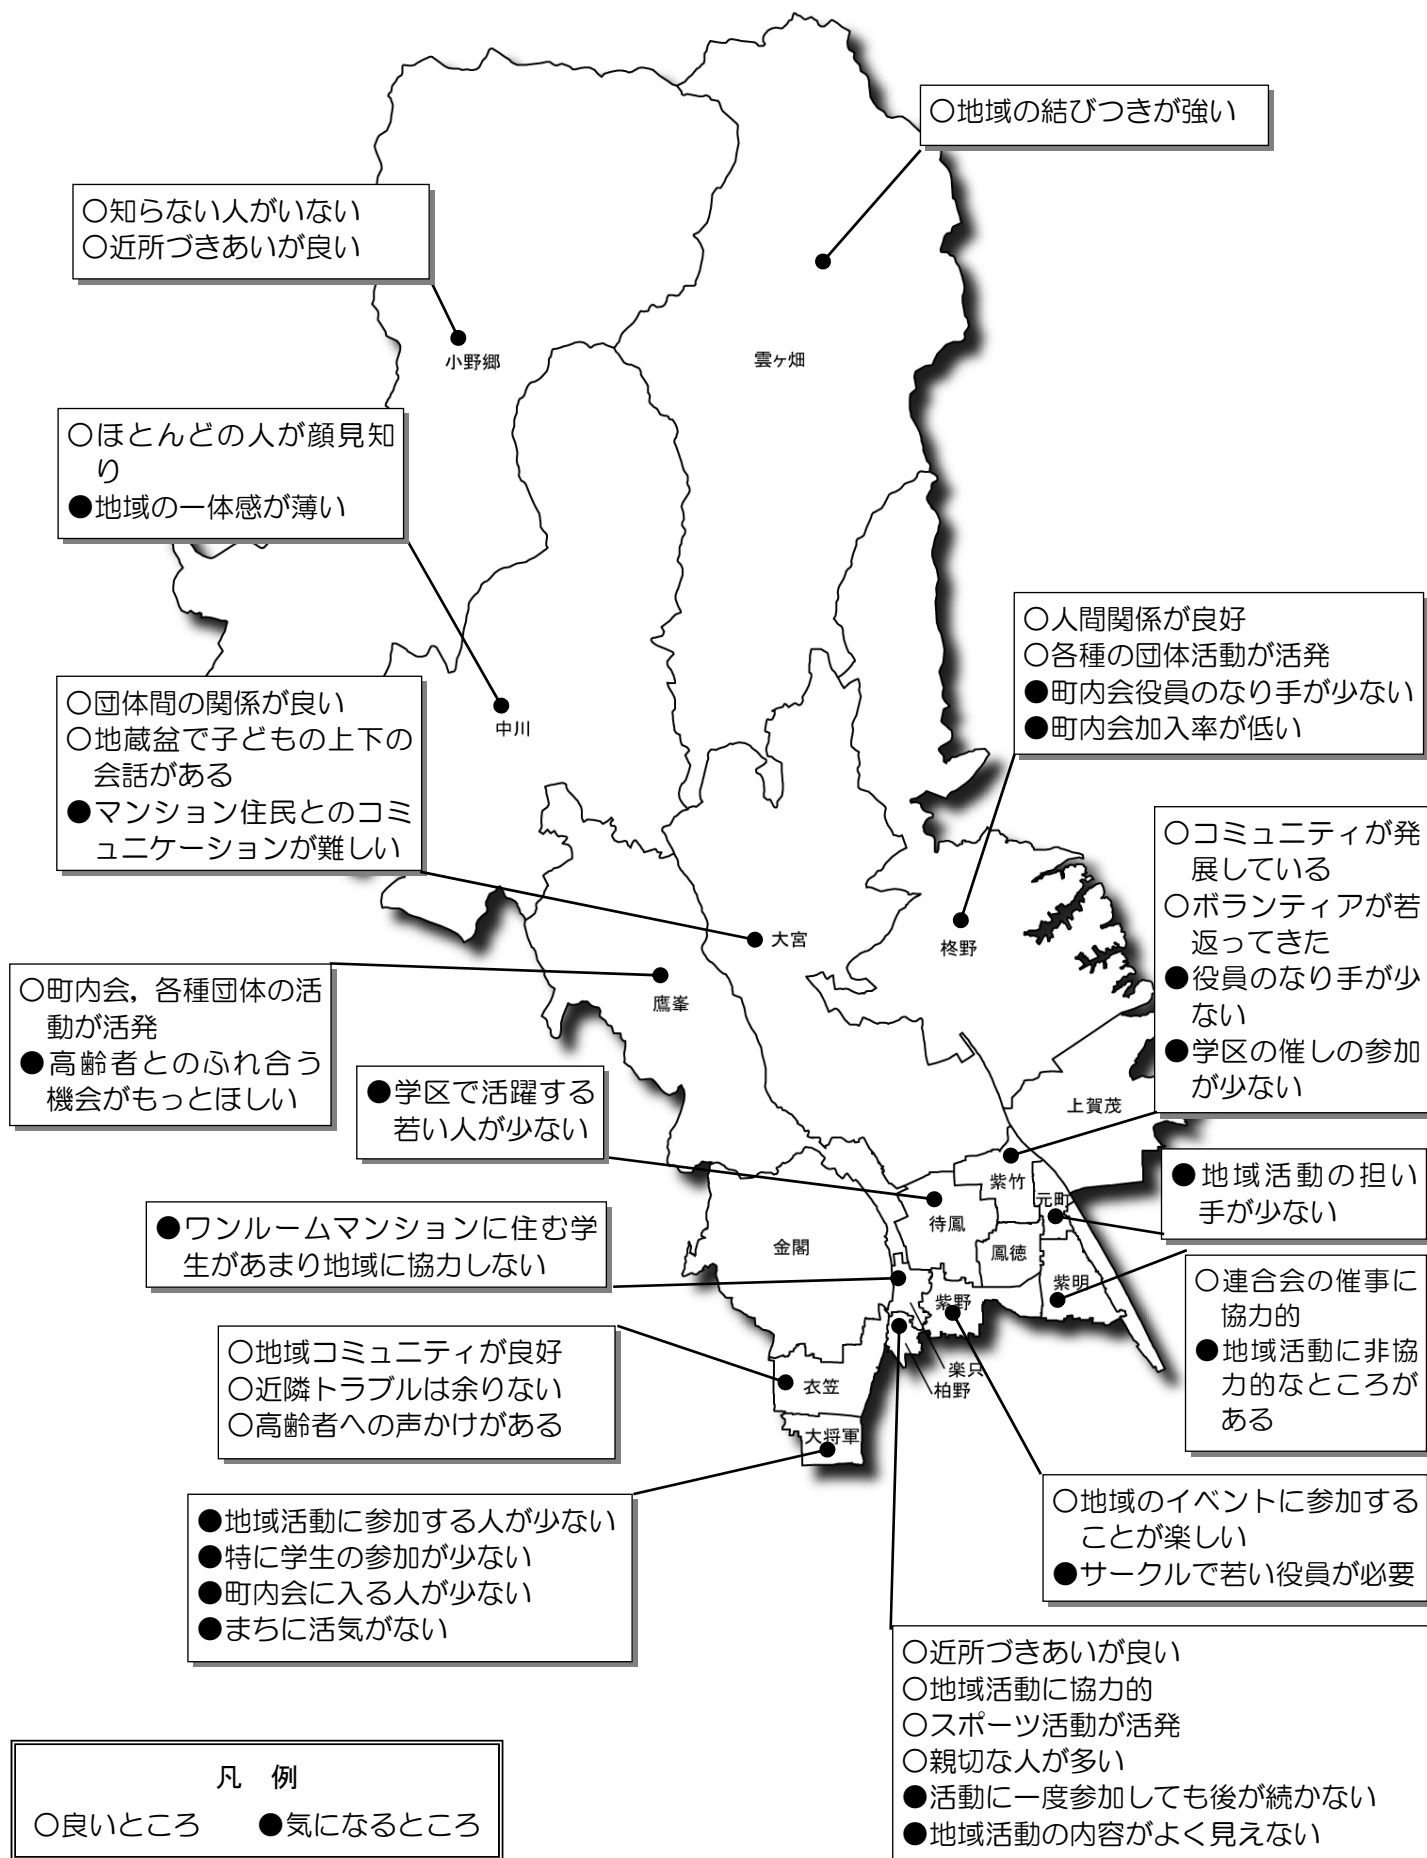 ○地域の結びつきが強い
○知らない人がいない
○近所づきあいが良い
小野郷
雲ヶ畑
○ほとんどの人が顔見知
り
●地域の一体感が薄い
○人間関係が良好
○各種の団体活動が活発
●町内会役員のなり手が少ない
●町内会加入率が低い
○団体間の関係が良い
○地蔵盆で子どもの上下の
会話がある
●マンション住民とのコミ
ュニケーションが難しい
中川
○コミュニティが発
展している
○ボランティアが若
返ってきた
●役員のなり手が少
ない
●学区の催しの参加
が少ない
大宮
柊野
鷹峯
○町内会，各種団体の活
動が活発
●高齢者とのふれ合う
機会がもっとほしい
●学区で活躍する
若い人が少ない
上賀茂
紫竹
元町
●地域活動の担い
手が少ない
待鳳
●ワンルームマンションに住む学
生があまり地域に協力しない
金閣
鳳徳
紫明
○連合会の催事に
協力的
●地域活動に非協
力的なところが
ある
紫野
○地域コミュニティが良好
○近隣トラブルは余りない
○高齢者への声かけがある
衣笠
楽只
柏野
大将軍
●地域活動に参加する人が少ない
●特に学生の参加が少ない
●町内会に入る人が少ない
●まちに活気がない
○地域のイベントに参加する
ことが楽しい
●サークルで若い役員が必要
○近所づきあいが良い
○地域活動に協力的
○スポーツ活動が活発
○親切な人が多い
●活動に一度参加しても後が続かない
●地域活動の内容がよく見えない
凡 例
○良いところ ●気になるところ